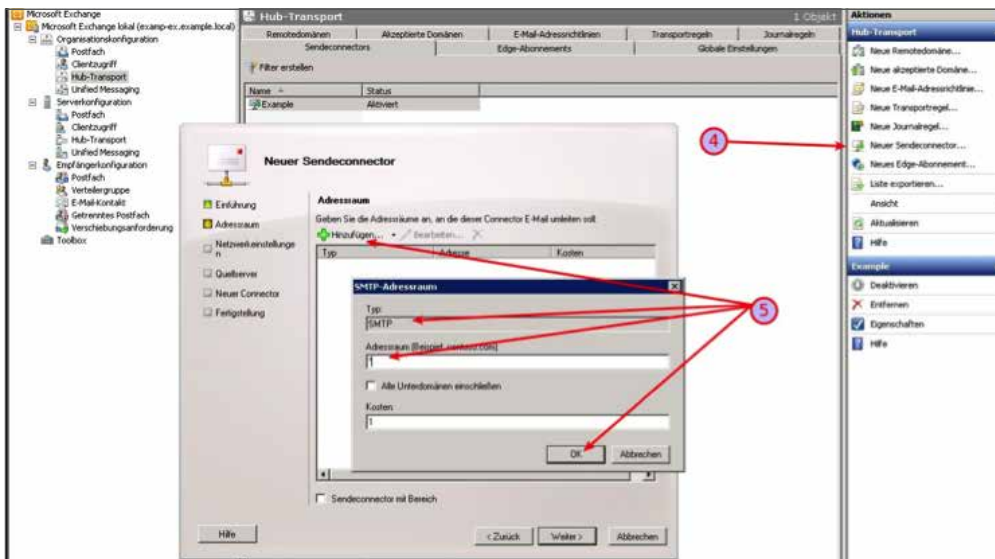 Microsoft Exchange
Microsoft Exchange lokal (examp-ex.example.local)
Organisationskonfiguration
Postfach
Clientzugriff
Hub-Transport
Unified Messaging
Serverkonfiguration
Postfach
Clientzugriff
Hub-Transport
Unified Messaging
Empfängerkonfiguration
Postfach
Verteilergruppe
E-Mail-Kontakt
Getrenntes Postfach
Verschiebungsanforderung
Toolbox
Hub-Transport 1 Objekt
Remotedomänen Akzeptierte Domänen E-Mail-Adressrichtlinien Transportregeln Journalregeln
Sendeconnectors Edge-Abonnements Globale Einstellungen
Filter erstellen
Name Status
Example Aktiviert
Neuer Sendeconnector
Einführung
Adressraum
Netzwerkeinstellunge
n
Quellserver
Neuer Connector
Fertigstellung
Adressraum
Geben Sie die Adressräume an, an die dieser Connector E-Mail umleiten soll:
Hinzufügen... Bearbeiten...
Typ Adresse Kosten
SMTP-Adressraum
Typ:
SMTP
Adressraum (Beispiel: contoso.com)
Alle Unterdomänen einschließen
Kosten:
1
OK Abbrechen
Sendeconnector mit Bereich
Hilfe < Zurück Weiter > Abbrechen
4
5
Aktionen
Hub-Transport
Neue Remotedomäne...
Neue akzeptierte Domäne...
Neue E-Mail-Adressrichtlinie...
Neue Transportregel...
Neue Journalregel...
Neuer Sendeconnector...
Neues Edge-Abonnement...
Liste exportieren...
Ansicht
Aktualisieren
Hilfe
Example
Deaktivieren
Entfernen
Eigenschaften
Hilfe